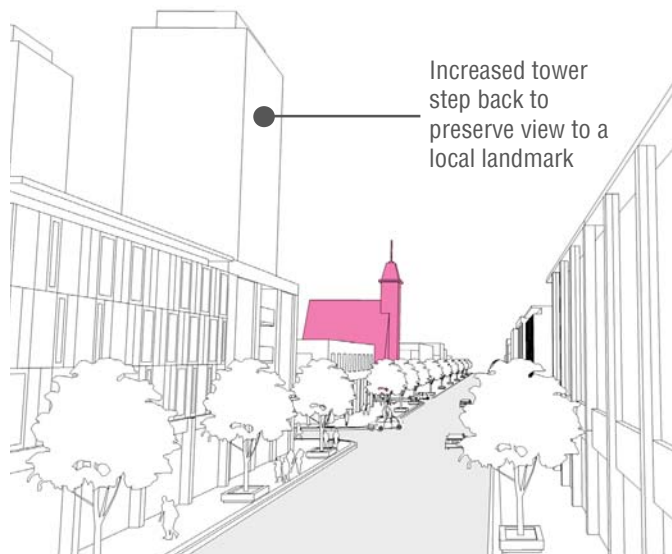 Increased tower
step back to
preserve view to a
local landmark